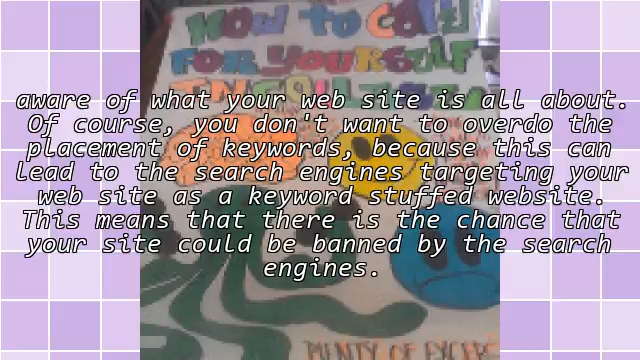 HOW TO
FOR YOURSELF
aware of what your web site is all about.
Of course, you don't want to overdo the
placement of keywords, because this can
lead to the search engines targeting your
web site as a keyword stuffed website.
This means that there is the chance that
your site could be banned by the search
engines.
PLENTY OF